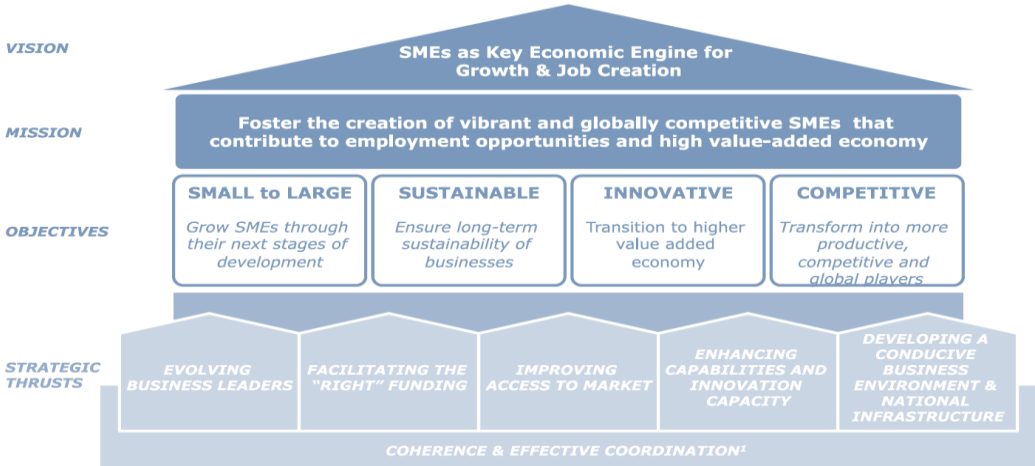 VISION
SMEs as Key Economic Engine for
Growth & Job Creation
MISSION
Foster the creation of vibrant and globally competitive SMEs that
contribute to employment opportunities and high value-added economy
OBJECTIVES
SMALL to LARGE
Grow SMEs through
their next stages of
development
SUSTAINABLE
Ensure long-term
sustainability of
businesses
INNOVATIVE
Transition to higher
value added
economy
COMPETITIVE
Transform into more
productive,
competitive and
global players
STRATEGIC
THRUSTS
EVOLVING
BUSINESS LEADERS
FACILITATING THE
“RIGHT” FUNDING
IMPROVING
ACCESS TO MARKET
ENHANCING
CAPABILITIES AND
INNOVATION
CAPACITY
DEVELOPING A
CONDUCIVE
BUSINESS
ENVIRONMENT &
NATIONAL
INFRASTRUCTURE
COHERENCE & EFFECTIVE COORDINATION¹